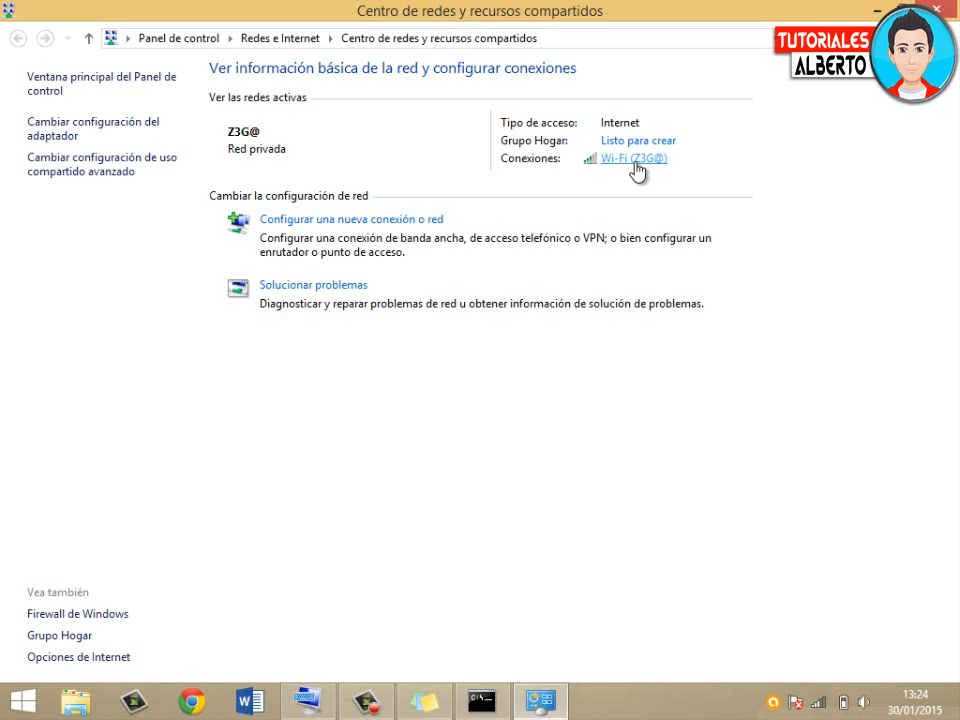 Centro de redes y recursos compartidos
Panel de control
Redes e Internet
Centro de redes y recursos compartidos
TUTORIALES
ALBERTO
Ventana principal del Panel de
control
Cambiar configuración del
adaptador
Cambiar configuración de uso
compartido avanzado
Ver información básica de la red y configurar conexiones
Ver las redes activas
Z3G@
Red privada
Tipo de acceso: Internet
Grupo Hogar: Listo para crear
Conexiones: Wi-Fi (Z3G@)
Cambiar la configuración de red
Configurar una nueva conexión o red
Configurar una conexión de banda ancha, de acceso telefónico o VPN; o bien configurar un
enrutador o punto de acceso.
Solucionar problemas
Diagnosticar y reparar problemas de red u obtener información de solución de problemas.
Vea también
Firewall de Windows
Grupo Hogar
Opciones de Internet
13:24
30/01/2015